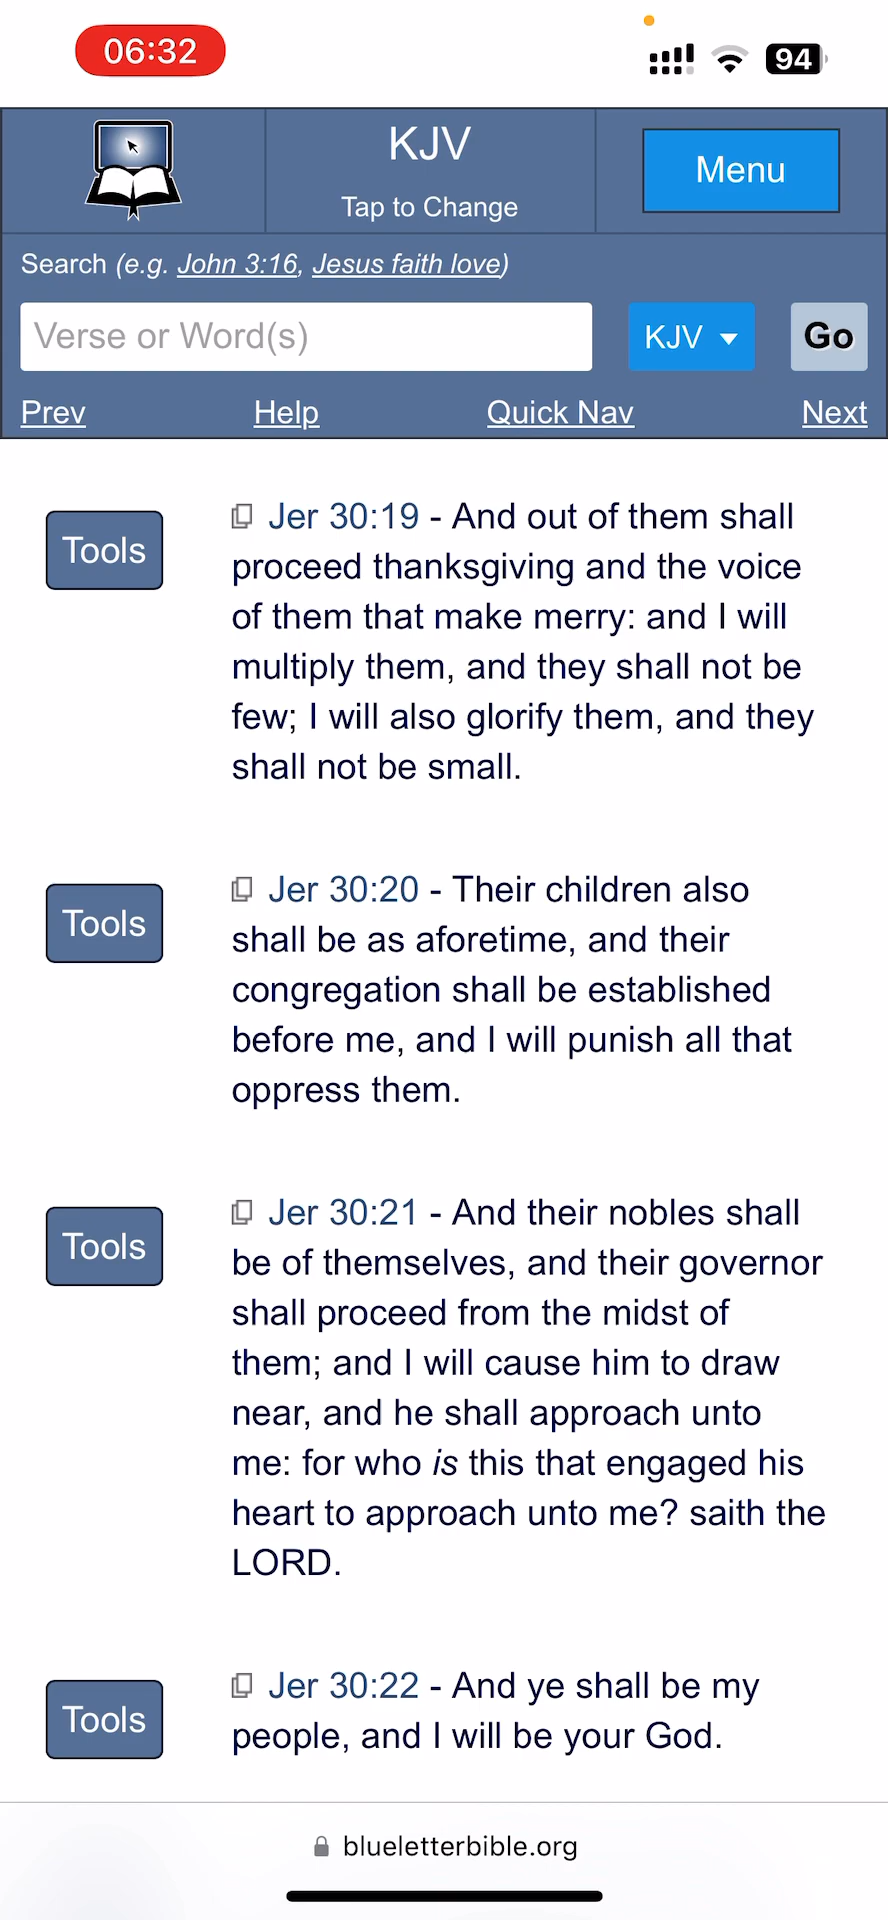 06:32
94
KJV
Tap to Change
Menu
Search (e.g. John 3:16, Jesus faith love)
Verse or Word(s)
KJV
Go
Prev
Help
Quick Nav
Next
Tools
Jer 30:19 - And out of them shall
proceed thanksgiving and the voice
of them that make merry: and I will
multiply them, and they shall not be
few; I will also glorify them, and they
shall not be small.
Tools
Jer 30:20 - Their children also
shall be as aforetime, and their
congregation shall be established
before me, and I will punish all that
oppress them.
Tools
Jer 30:21 - And their nobles shall
be of themselves, and their governor
shall proceed from the midst of
them; and I will cause him to draw
near, and he shall approach unto
me: for who is this that engaged his
heart to approach unto me? saith the
LORD.
Tools
Jer 30:22 - And ye shall be my
people, and I will be your God.
blueletterbible.org